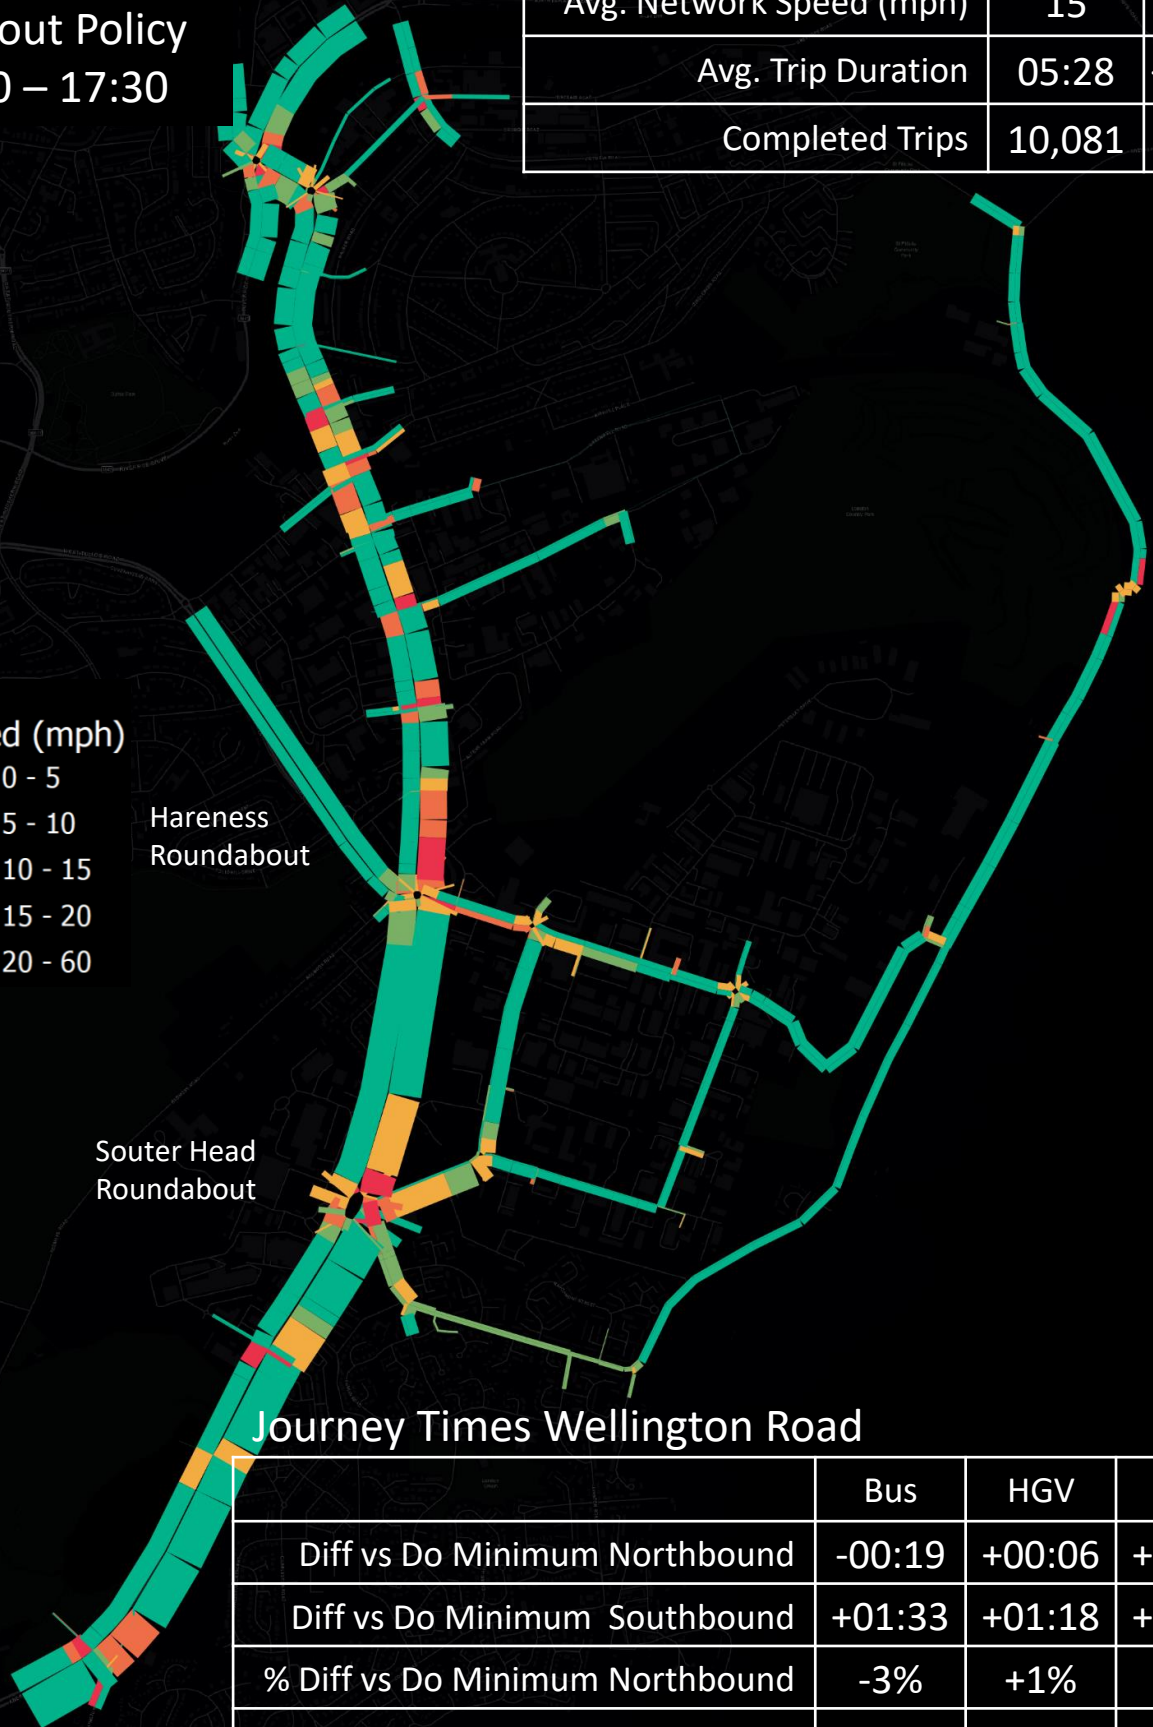 out Policy
0 – 17:30
Avg. Network Speed (mph) 15
Avg. Trip Duration 05:28
Completed Trips 10,081
ed (mph)
0 - 5
5 - 10
10 - 15
15 - 20
20 - 60
Hareness
Roundabout
Souter Head
Roundabout
Journey Times Wellington Road
Bus HGV
Diff vs Do Minimum Northbound -00:19 +00:06 +
Diff vs Do Minimum Southbound +01:33 +01:18 +
% Diff vs Do Minimum Northbound -3% +1%